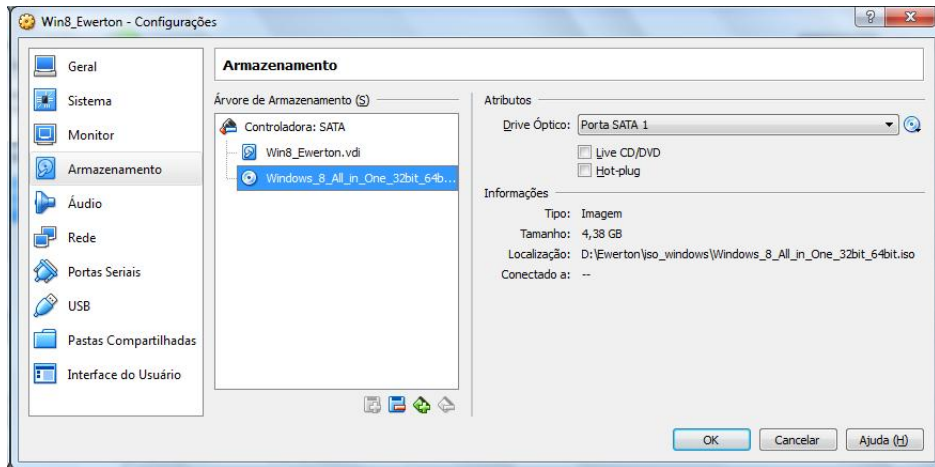 Win8_Ewerton - Configurações
Geral
Sistema
Monitor
Armazenamento
Áudio
Rede
Portas Seriais
USB
Pastas Compartilhadas
Interface do Usuário
Armazenamento
Árvore de Armazenamento (S)
Controladora: SATA
Win8_Ewerton.vdi
Windows_8_All_in_One_32bit_64b...
Atributos
Drive Óptico: Porta SATA 1
Live CD/DVD
Hot-plug
Informações
Tipo: Imagem
Tamanho: 4,38 GB
Localização: D:\Ewerton\iso_windows\Windows_8_All_in_One_32bit_64bit.iso
Conectado a: --
OK Cancelar Ajuda (H)